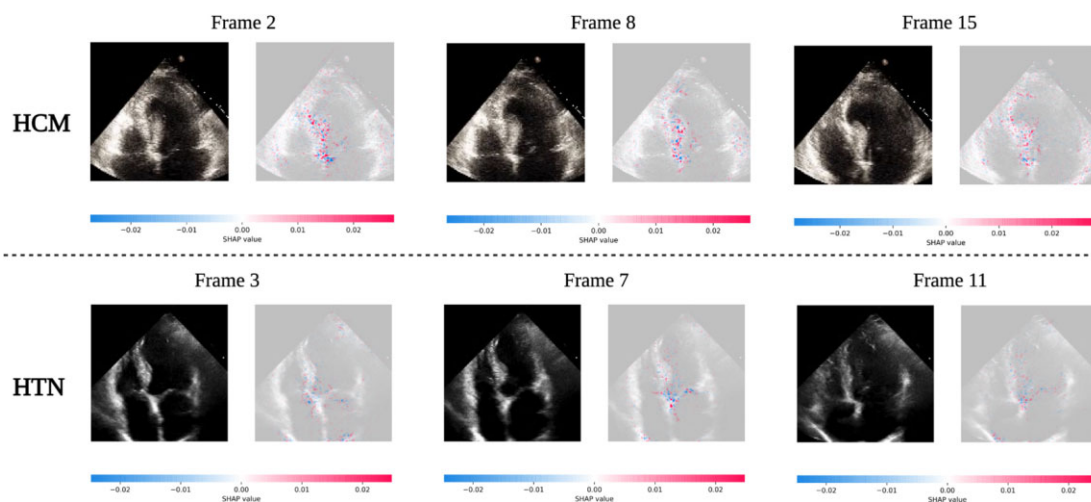 Frame 2 Frame 8 Frame 15
HCM
−0.02 −0.01 0.00 0.01 0.02 −0.02 −0.01 0.00 0.01 0.02 −0.02 −0.01 0.00 0.01 0.02
SHAP value SHAP value SHAP value
Frame 3 Frame 7 Frame 11
HTN
−0.02 −0.01 0.00 0.01 0.02 −0.02 −0.01 0.00 0.01 0.02 −0.02 −0.01 0.00 0.01 0.02
SHAP value SHAP value SHAP value